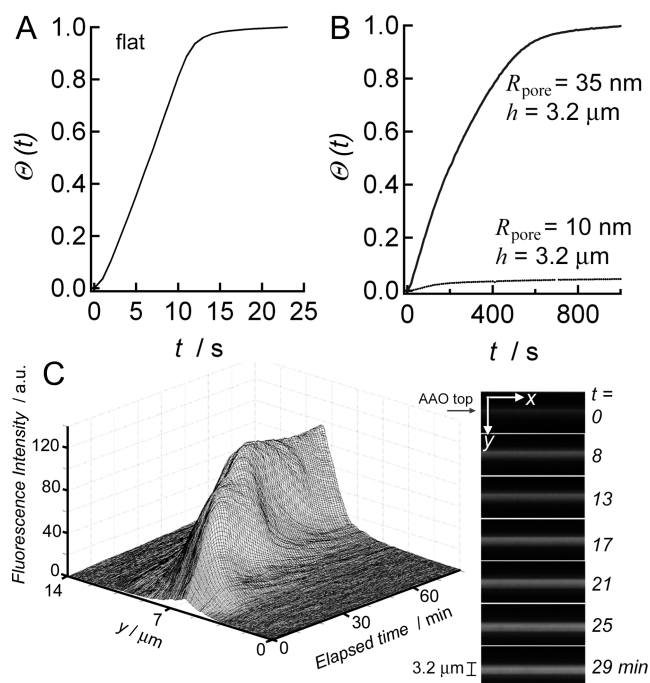 A
flat
Θ (t)
1.0
0.8
0.6
0.4
0.2
0.0
0 5 10 15 20 25
t / s
B
Θ (t)
1.0
0.8
0.6
0.4
0.2
0.0
R pore = 35 nm
h = 3.2 μm
R pore = 10 nm
h = 3.2 μm
0 400 800
t / s
C
Fluorescence Intensity / a.u.
120
80
40
0
14
7
0
y / μm
0
30
60
Elapsed time / min
AAO top
x
y
t =
0
8
13
17
21
25
29 min
3.2 μm